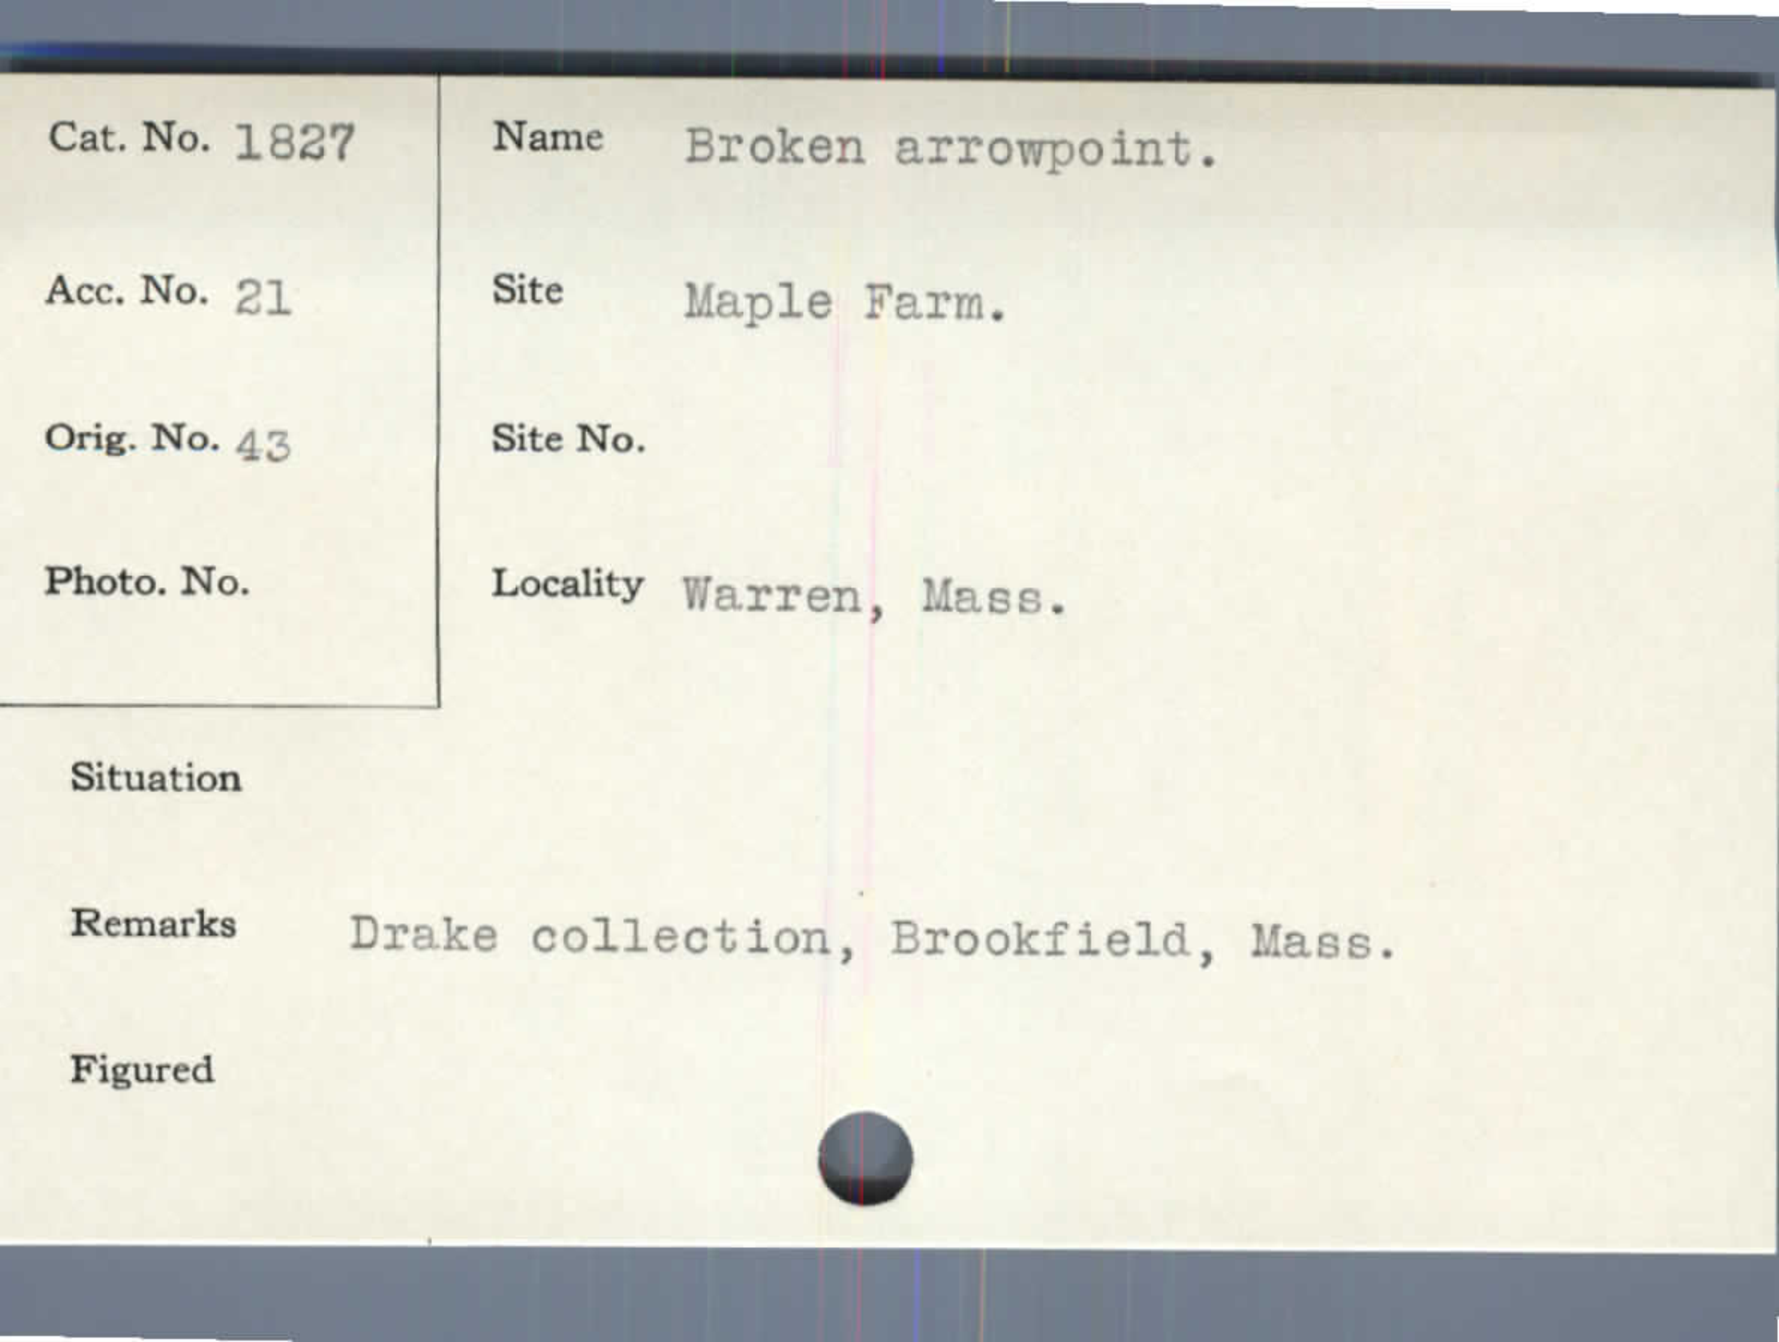 Cat. No. 1827
Acc. No. 21
Orig. No. 43
Photo. No.
Name Broken arrowpoint.
Site Maple Farm.
Site No.
Locality Warren, Mass.
Situation
Remarks Drake collection, Brookfield, Mass.
Figured